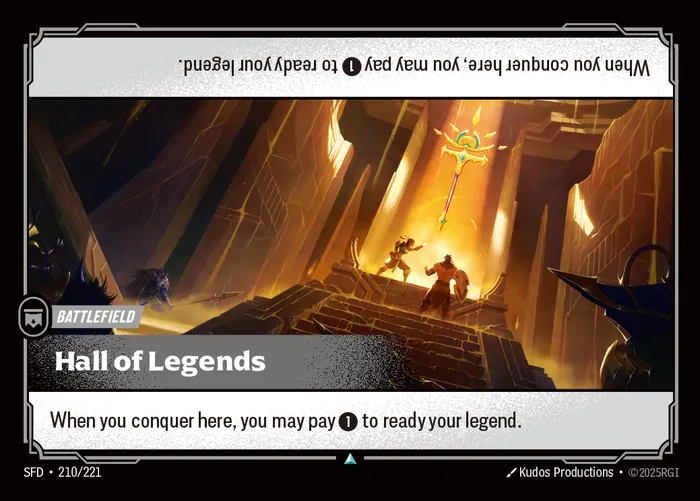 When you conquer here, you may pay 1 to ready your legend.
BATTLEFIELD
Hall of Legends
When you conquer here, you may pay 1 to ready your legend.
SFD • 210/221
Kudos Productions • ©2025RGI